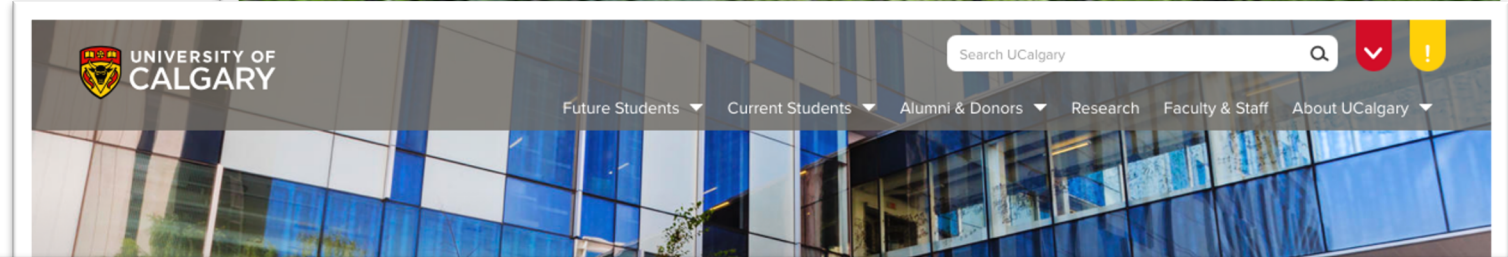 UNIVERSITY OF
CALGARY
Search UCalgary
!
Future Students Current Students Alumni & Donors Research Faculty & Staff About UCalgary